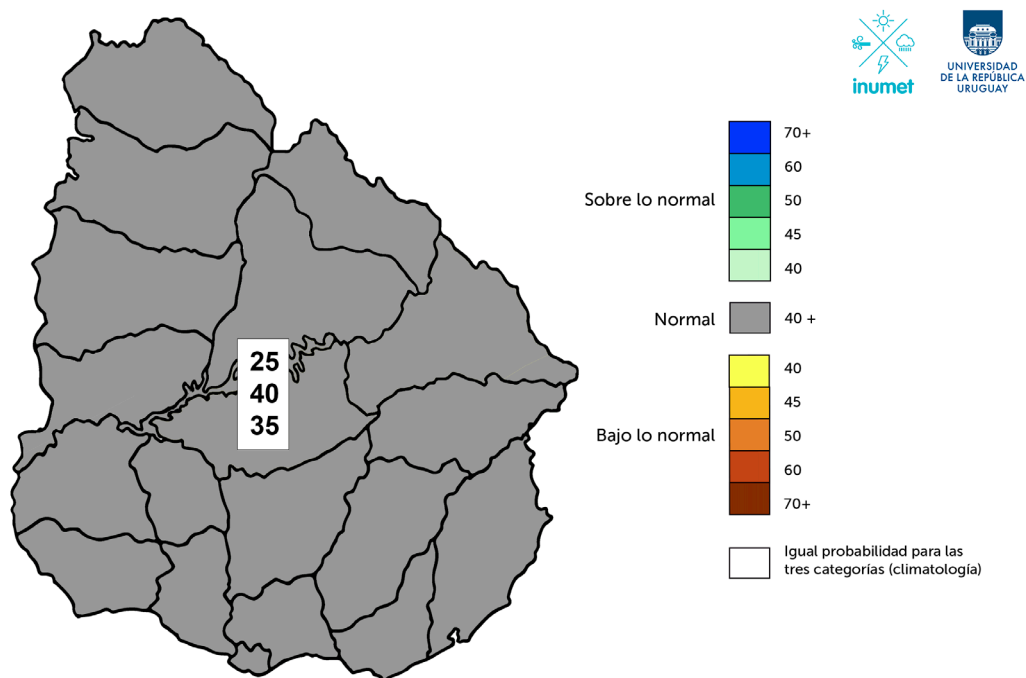 inumet
UNIVERSIDAD
DE LA REPÚBLICA
URUGUAY
Sobre lo normal
70+
60
50
45
40
Normal
40 +
Bajo lo normal
40
45
50
60
70+
Igual probabilidad para las
tres categorías (climatología)
25
40
35